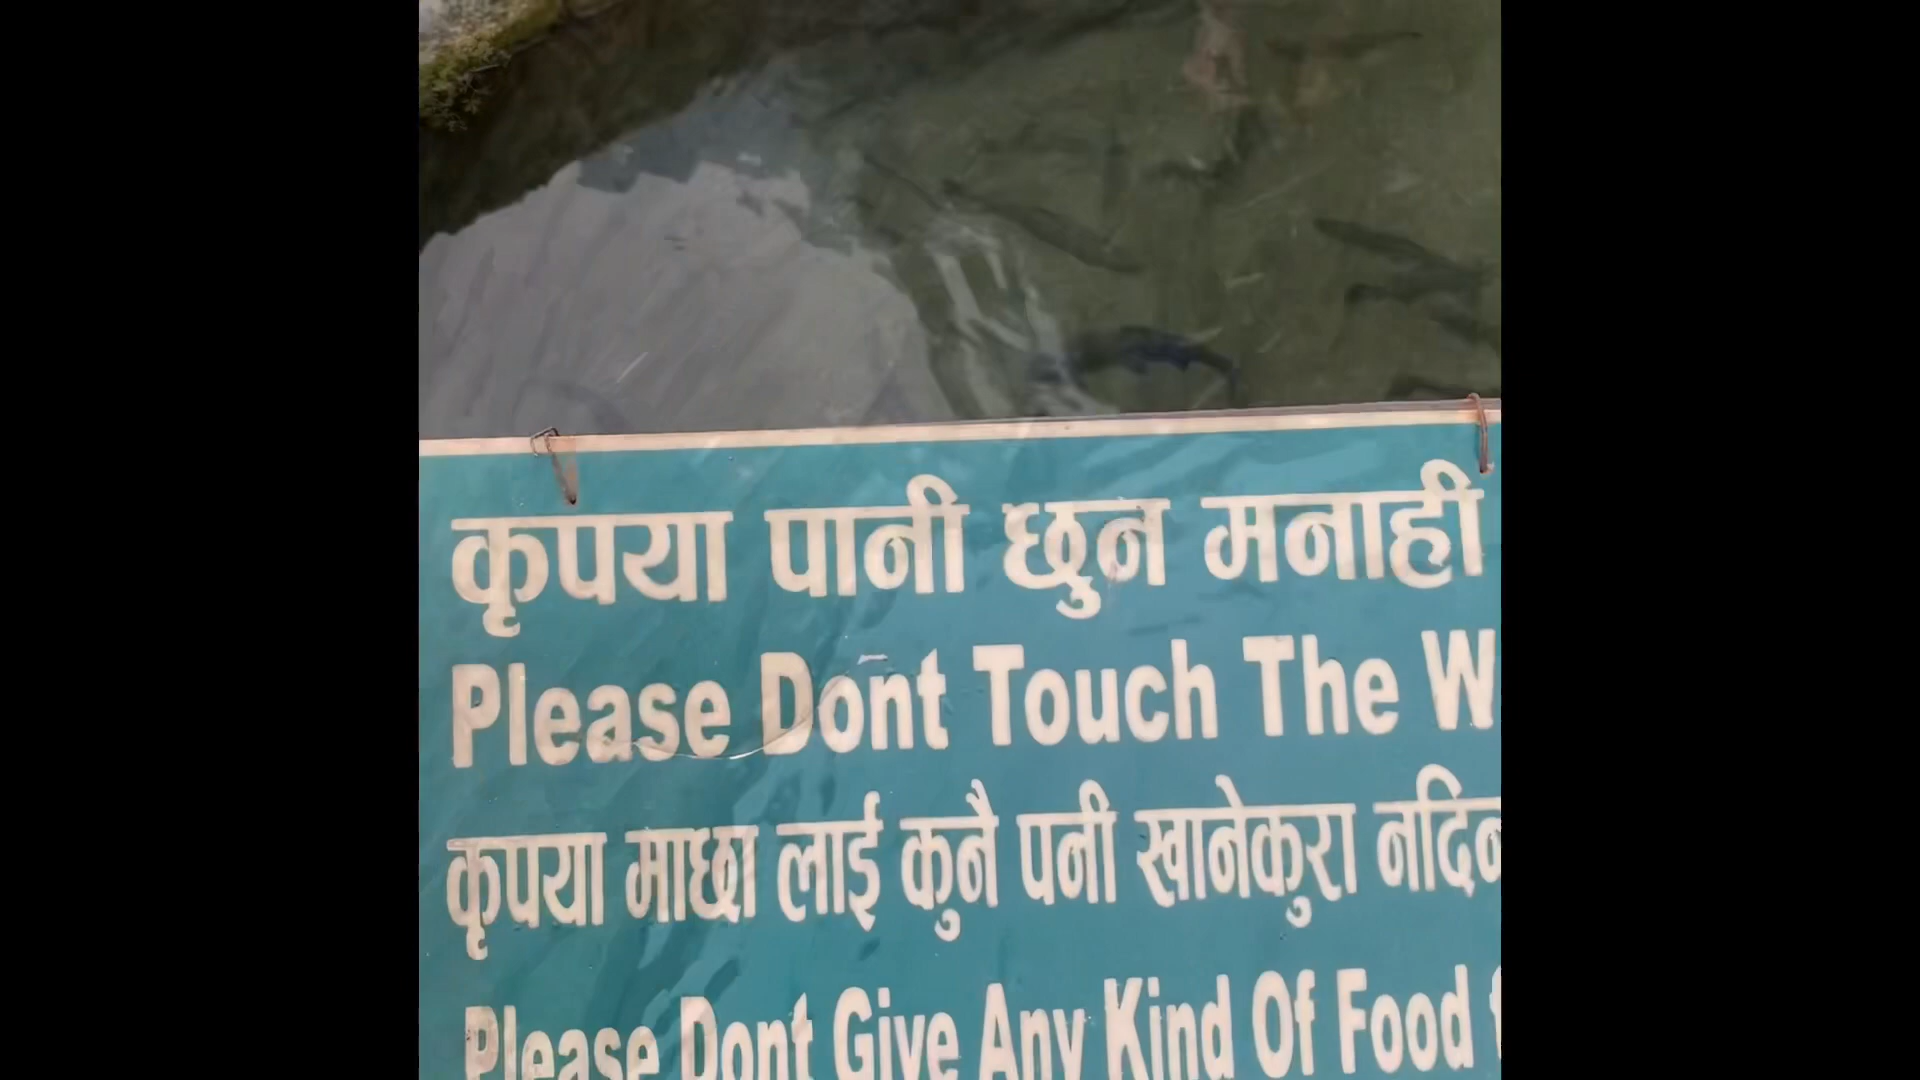 कृपया पानी छुन मनाही
Please Dont Touch The W
कृपया माछा लाई कुनै पनी खानेकुरा नदिन
Please Dont Give Any Kind Of Food